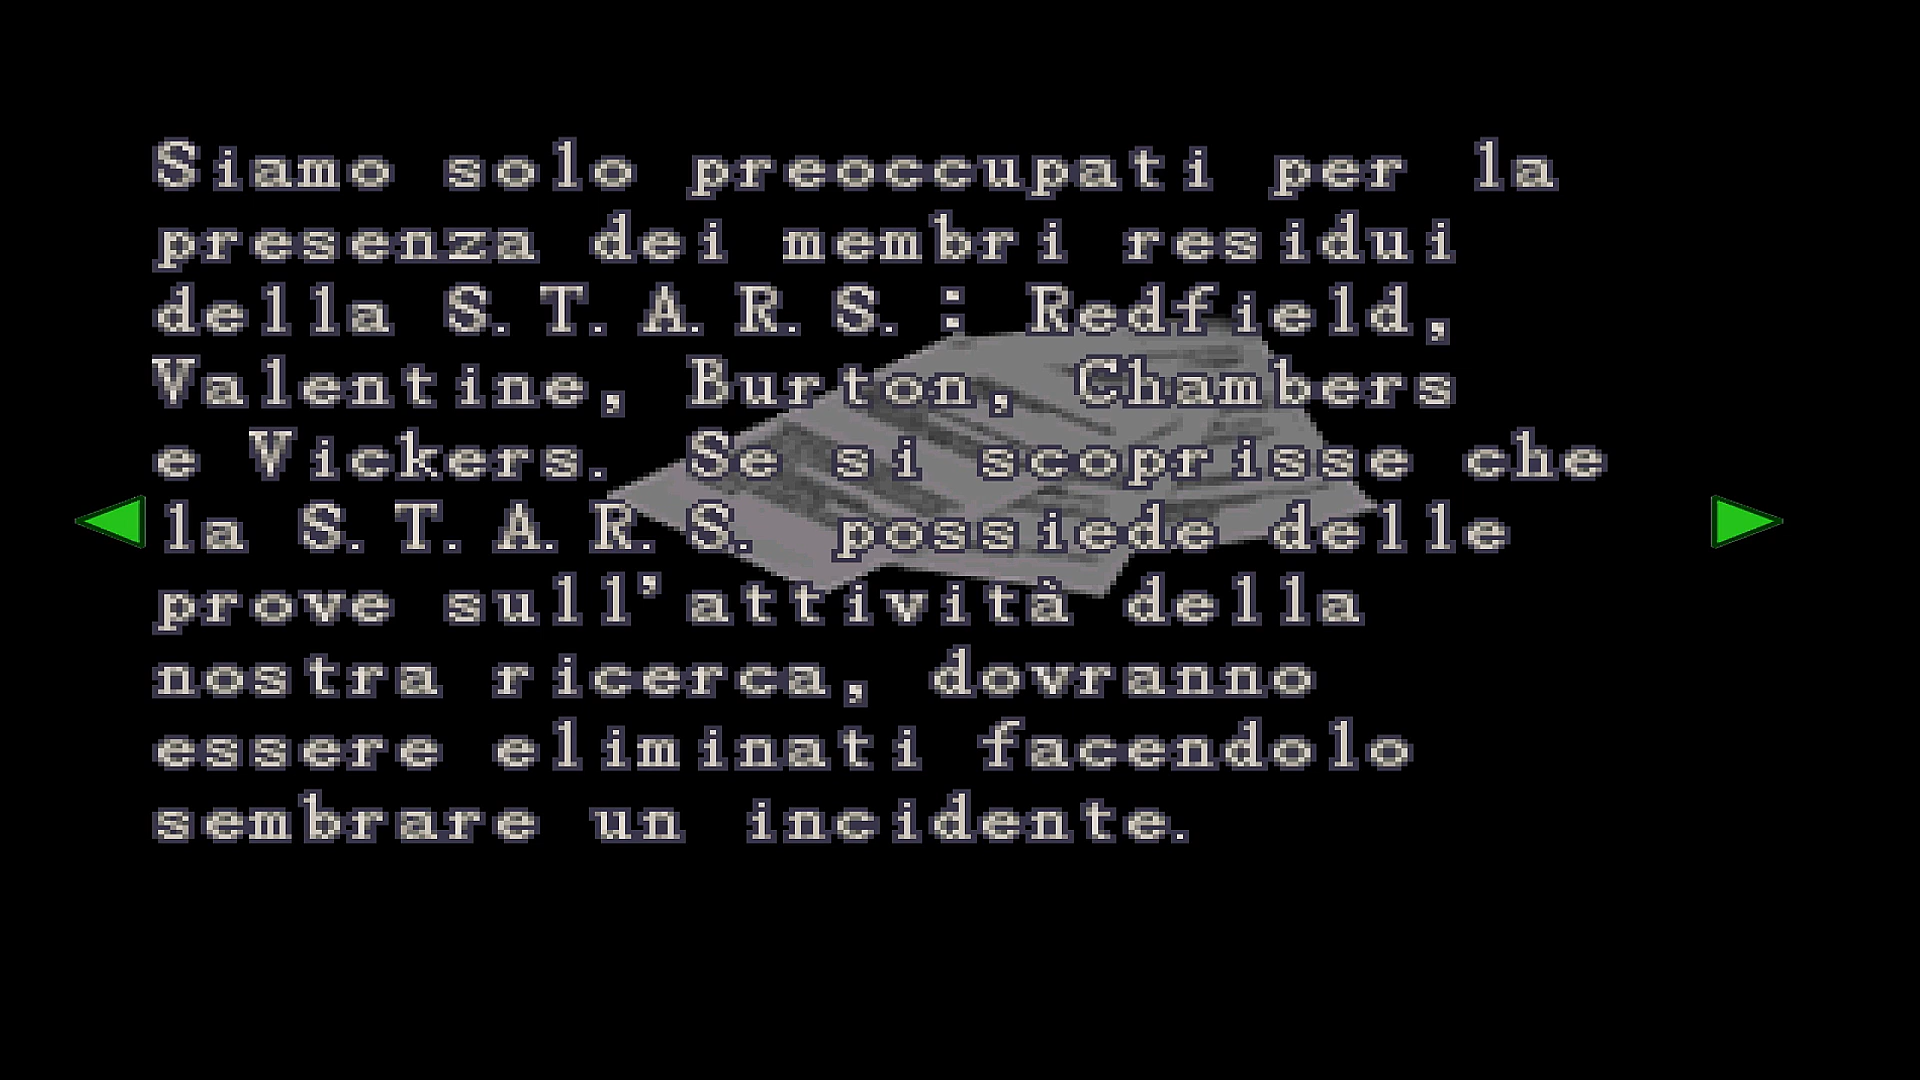 Siamo solo preoccupati per la
presenza dei membri residui
della S.T.A.R.S.: Redfield,
Valentine, Burton, Chambers
e Vickers. Se si scoprisse che
la S.T.A.R.S. possiede delle
prove sull'attività della
nostra ricerca, dovranno
essere eliminati facendolo
sembrare un incidente.